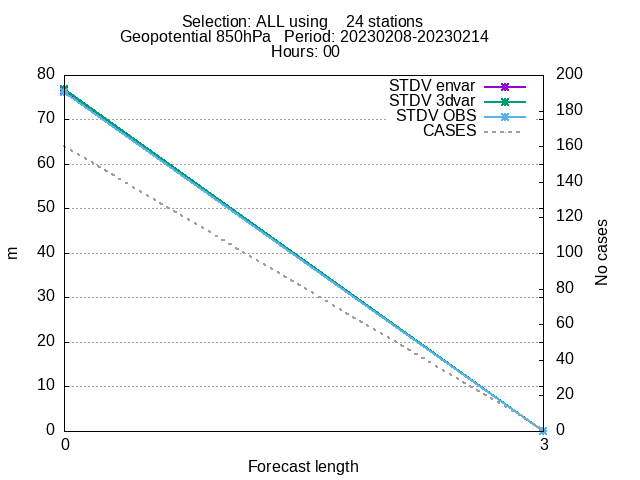 Selection: ALL using 24 stations
Geopotential 850hPa Period: 20230208-20230214
Hours: 00
STDV envar
STDV 3dvar
STDV OBS
CASES
80
70
60
50
40
30
20
10
0
m
200
180
160
140
120
100
80
60
40
20
0
No cases
0
3
Forecast length